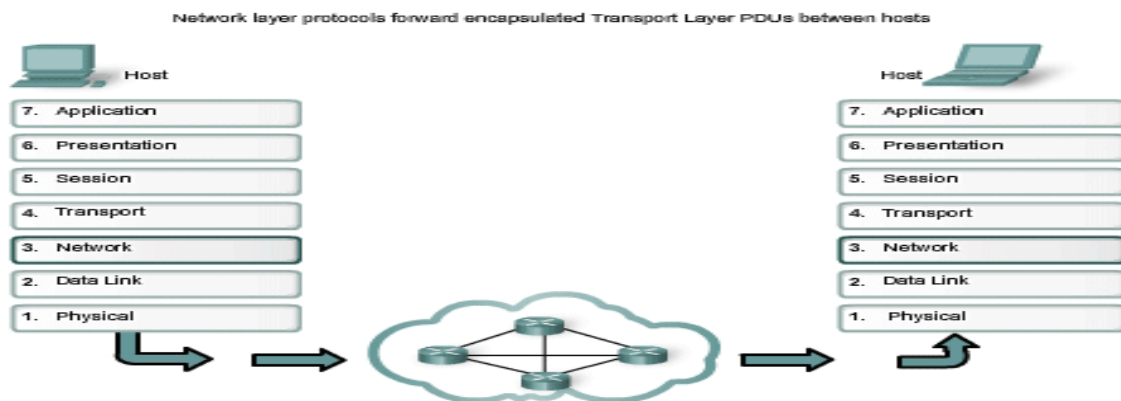 Network layer protocols forward encapsulated Transport Layer PDUs between hosts
Host
7. Application
6. Presentation
5. Session
4. Transport
3. Network
2. Data Link
1. Physical
Host
7. Application
6. Presentation
5. Session
4. Transport
3. Network
2. Data Link
1. Physical